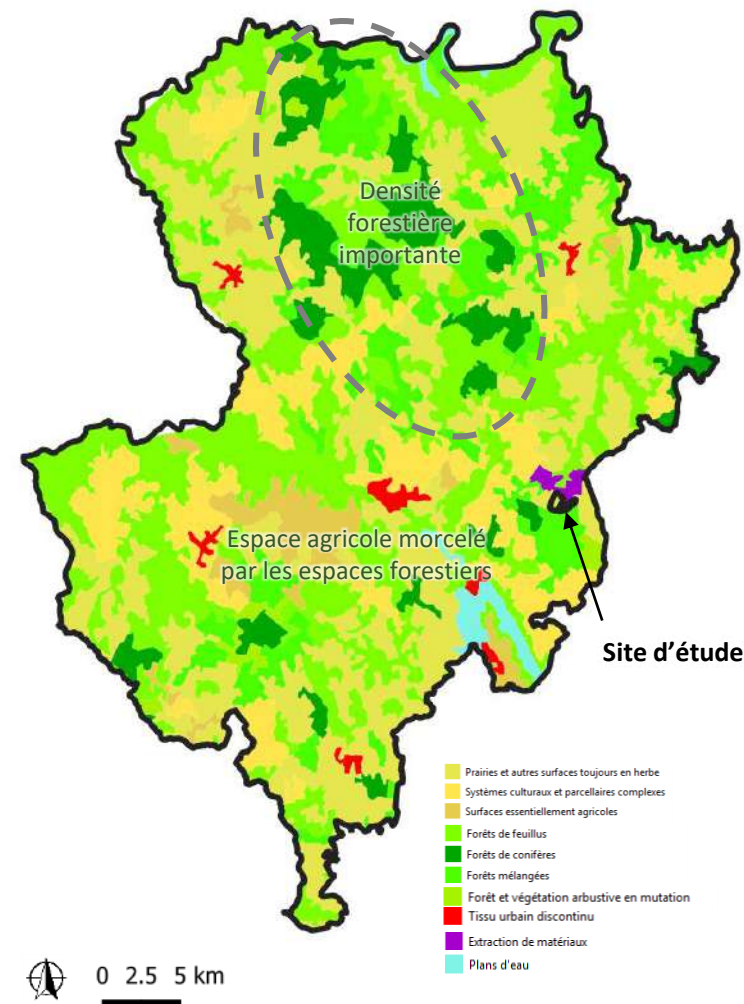 Densité
forestière
importante
Espace agricole morcelé
par les espaces forestiers
Site d'étude
Prairies et autres surfaces toujours en herbe
Systèmes culturaux et parcellaires complexes
Surfaces essentiellement agricoles
Forêts de feuillus
Forêts de conifères
Forêts mélangées
Forêt et végétation arbustive en mutation
Tissu urbain discontinu
Extraction de matériaux
Plans d'eau
0 2.5 5 km